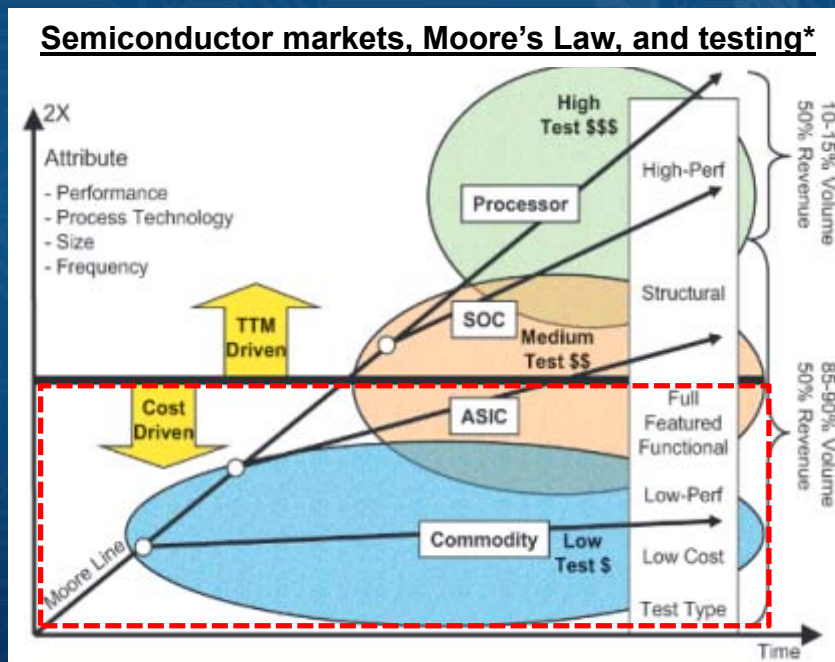 Semiconductor markets, Moore's Law, and testing*
2X
Attribute
- Performance
- Process Technology
- Size
- Frequency
TTM
Driven
Cost
Driven
High
Test $$$
Processor
SOC
Medium
Test $$
ASIC
Commodity
Low
Test $
Moore Line
High-Perf
Structural
Full
Featured
Functional
Low-Perf
Low Cost
Test Type
10-15% Volume
50% Revenue
85-90% Volume
50% Revenue
Time